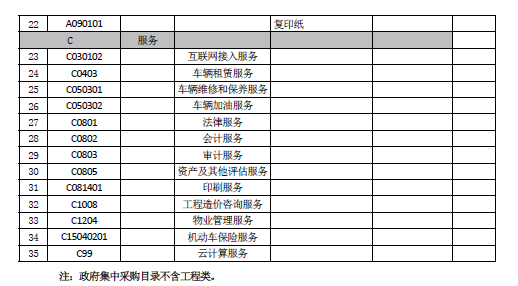 22 A090101 复印纸
C 服务
23 C030102 互联网接入服务
24 C0403 车辆租赁服务
25 C050301 车辆维修和保养服务
26 C050302 车辆加油服务
27 C0801 法律服务
28 C0802 会计服务
29 C0803 审计服务
30 C0805 资产及其他评估服务
31 C081401 印刷服务
32 C1008 工程造价咨询服务
33 C1204 物业管理服务
34 C15040201 机动车保险服务
35 C99 云计算服务
注：政府集中采购目录不含工程类。